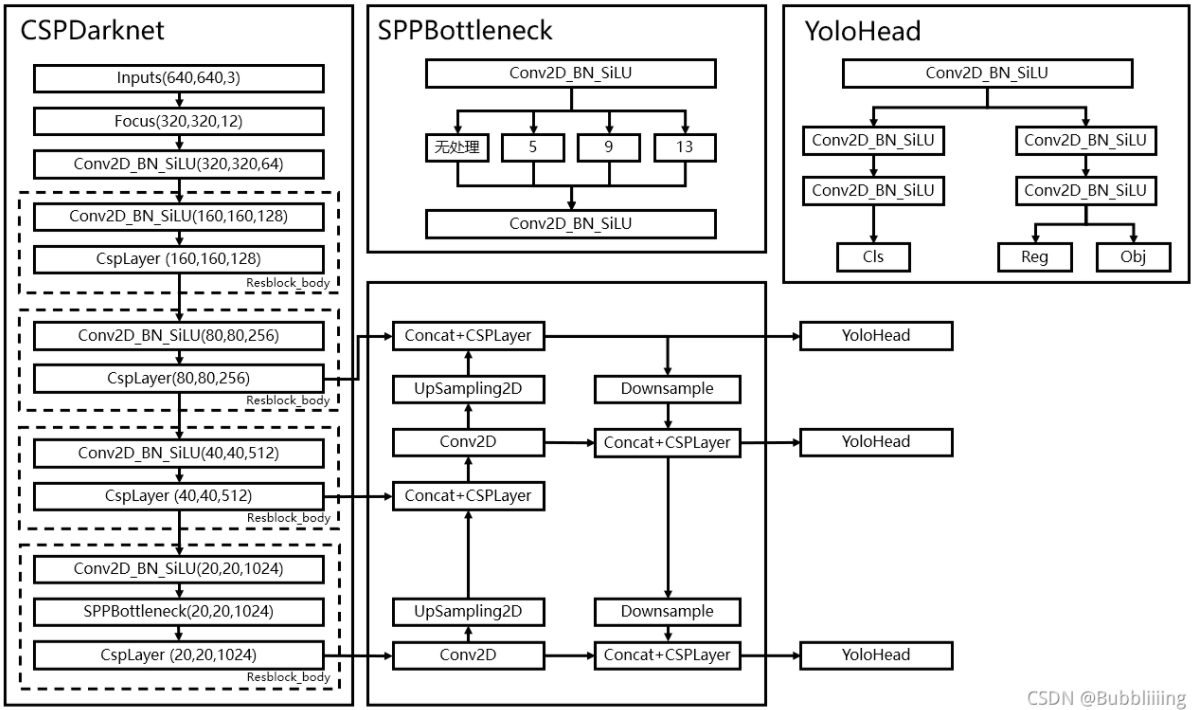 CSPDarknet
Inputs(640,640,3)
Focus(320,320,12)
Conv2D_BN_SiLU(320,320,64)
Conv2D_BN_SiLU(160,160,128)
CspLayer (160,160,128)
Resblock_body
Conv2D_BN_SiLU(80,80,256)
CspLayer(80,80,256)
Resblock_body
Conv2D_BN_SiLU(40,40,512)
CspLayer (40,40,512)
Resblock_body
Conv2D_BN_SiLU(20,20,1024)
SPPBottleneck(20,20,1024)
CspLayer (20,20,1024)
Resblock_body
SPPBottleneck
Conv2D_BN_SiLU
无处理 5 9 13
Conv2D_BN_SiLU
YoloHead
Conv2D_BN_SiLU
Conv2D_BN_SiLU Conv2D_BN_SiLU
Conv2D_BN_SiLU Conv2D_BN_SiLU
Cls Reg Obj
Concat+CSPLayer YoloHead
UpSampling2D Downsample
Conv2D Concat+CSPLayer YoloHead
Concat+CSPLayer
UpSampling2D Downsample
Conv2D Concat+CSPLayer YoloHead
CSDN @Bubbliiiing